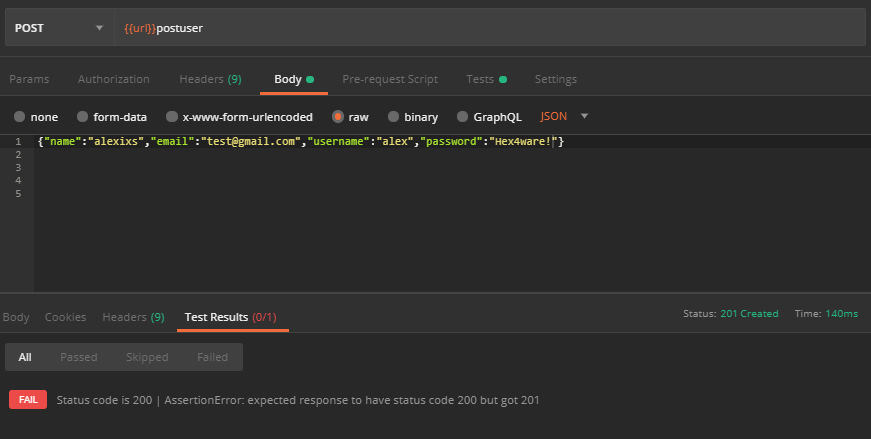 POST {{url}}postuser
Params Authorization Headers (9) Body Pre-request Script Tests Settings
none form-data x-www-form-urlencoded raw binary GraphQL JSON
1 {"name":"alexixs","email":"test@gmail.com","username":"alex","password":"Hex4ware!"}
2
3
4
5
Body Cookies Headers (9) Test Results (0/1) Status: 201 Created Time: 140ms
All Passed Skipped Failed
FAIL Status code is 200 | AssertionError: expected response to have status code 200 but got 201